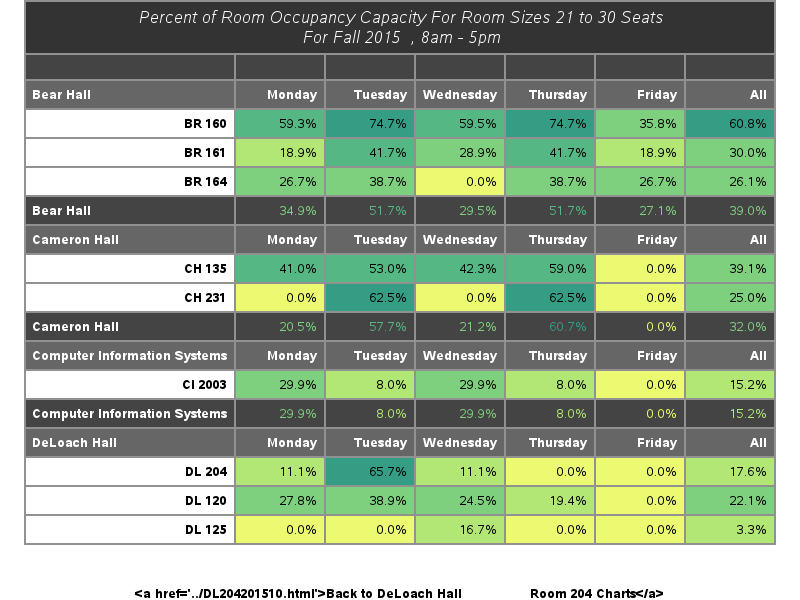 Percent of Room Occupancy Capacity For Room Sizes 21 to 30 Seats
For Fall 2015 , 8am - 5pm
Bear Hall Monday Tuesday Wednesday Thursday Friday All
BR 160 59.3% 74.7% 59.5% 74.7% 35.8% 60.8%
BR 161 18.9% 41.7% 28.9% 41.7% 18.9% 30.0%
BR 164 26.7% 38.7% 0.0% 38.7% 26.7% 26.1%
Bear Hall 34.9% 51.7% 29.5% 51.7% 27.1% 39.0%
Cameron Hall Monday Tuesday Wednesday Thursday Friday All
CH 135 41.0% 53.0% 42.3% 59.0% 0.0% 39.1%
CH 231 0.0% 62.5% 0.0% 62.5% 0.0% 25.0%
Cameron Hall 20.5% 57.7% 21.2% 60.7% 0.0% 32.0%
Computer Information Systems Monday Tuesday Wednesday Thursday Friday All
CI 2003 29.9% 8.0% 29.9% 8.0% 0.0% 15.2%
Computer Information Systems 29.9% 8.0% 29.9% 8.0% 0.0% 15.2%
DeLoach Hall Monday Tuesday Wednesday Thursday Friday All
DL 204 11.1% 65.7% 11.1% 0.0% 0.0% 17.6%
DL 120 27.8% 38.9% 24.5% 19.4% 0.0% 22.1%
DL 125 0.0% 0.0% 16.7% 0.0% 0.0% 3.3%
<a href='../DL204201510.html'>Back to DeLoach Hall Room 204 Charts</a>